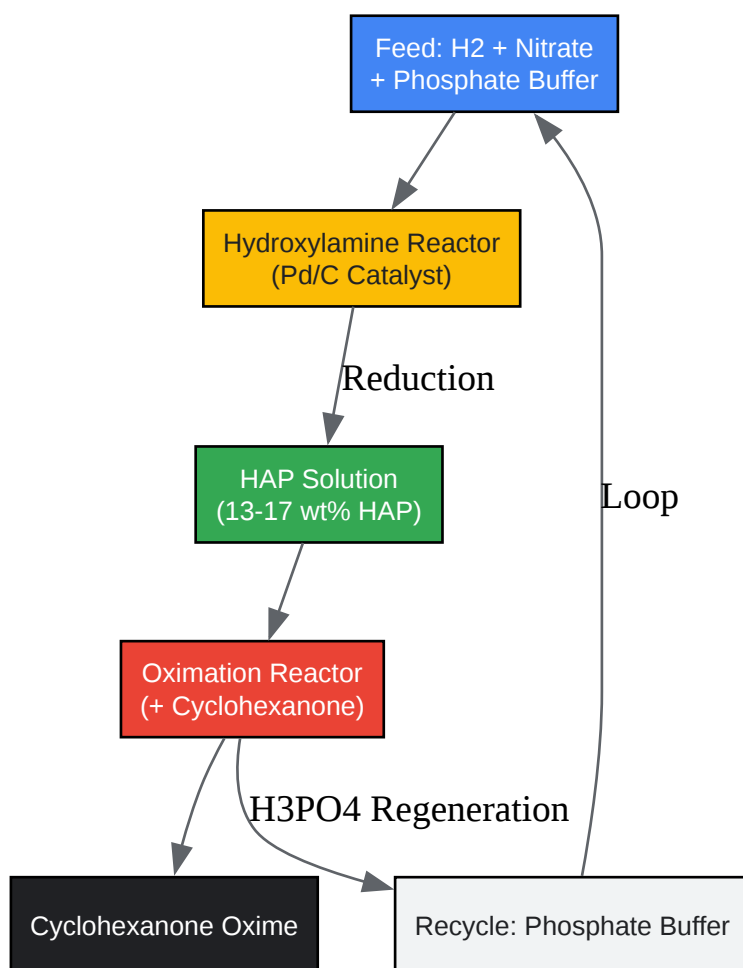 Feed: H2 + Nitrate
+ Phosphate Buffer
Hydroxylamine Reactor
(Pd/C Catalyst)
Reduction
HAP Solution
(13-17 wt% HAP)
Loop
Oximation Reactor
(+ Cyclohexanone)
H3PO4 Regeneration
Cyclohexanone Oxime
Recycle: Phosphate Buffer